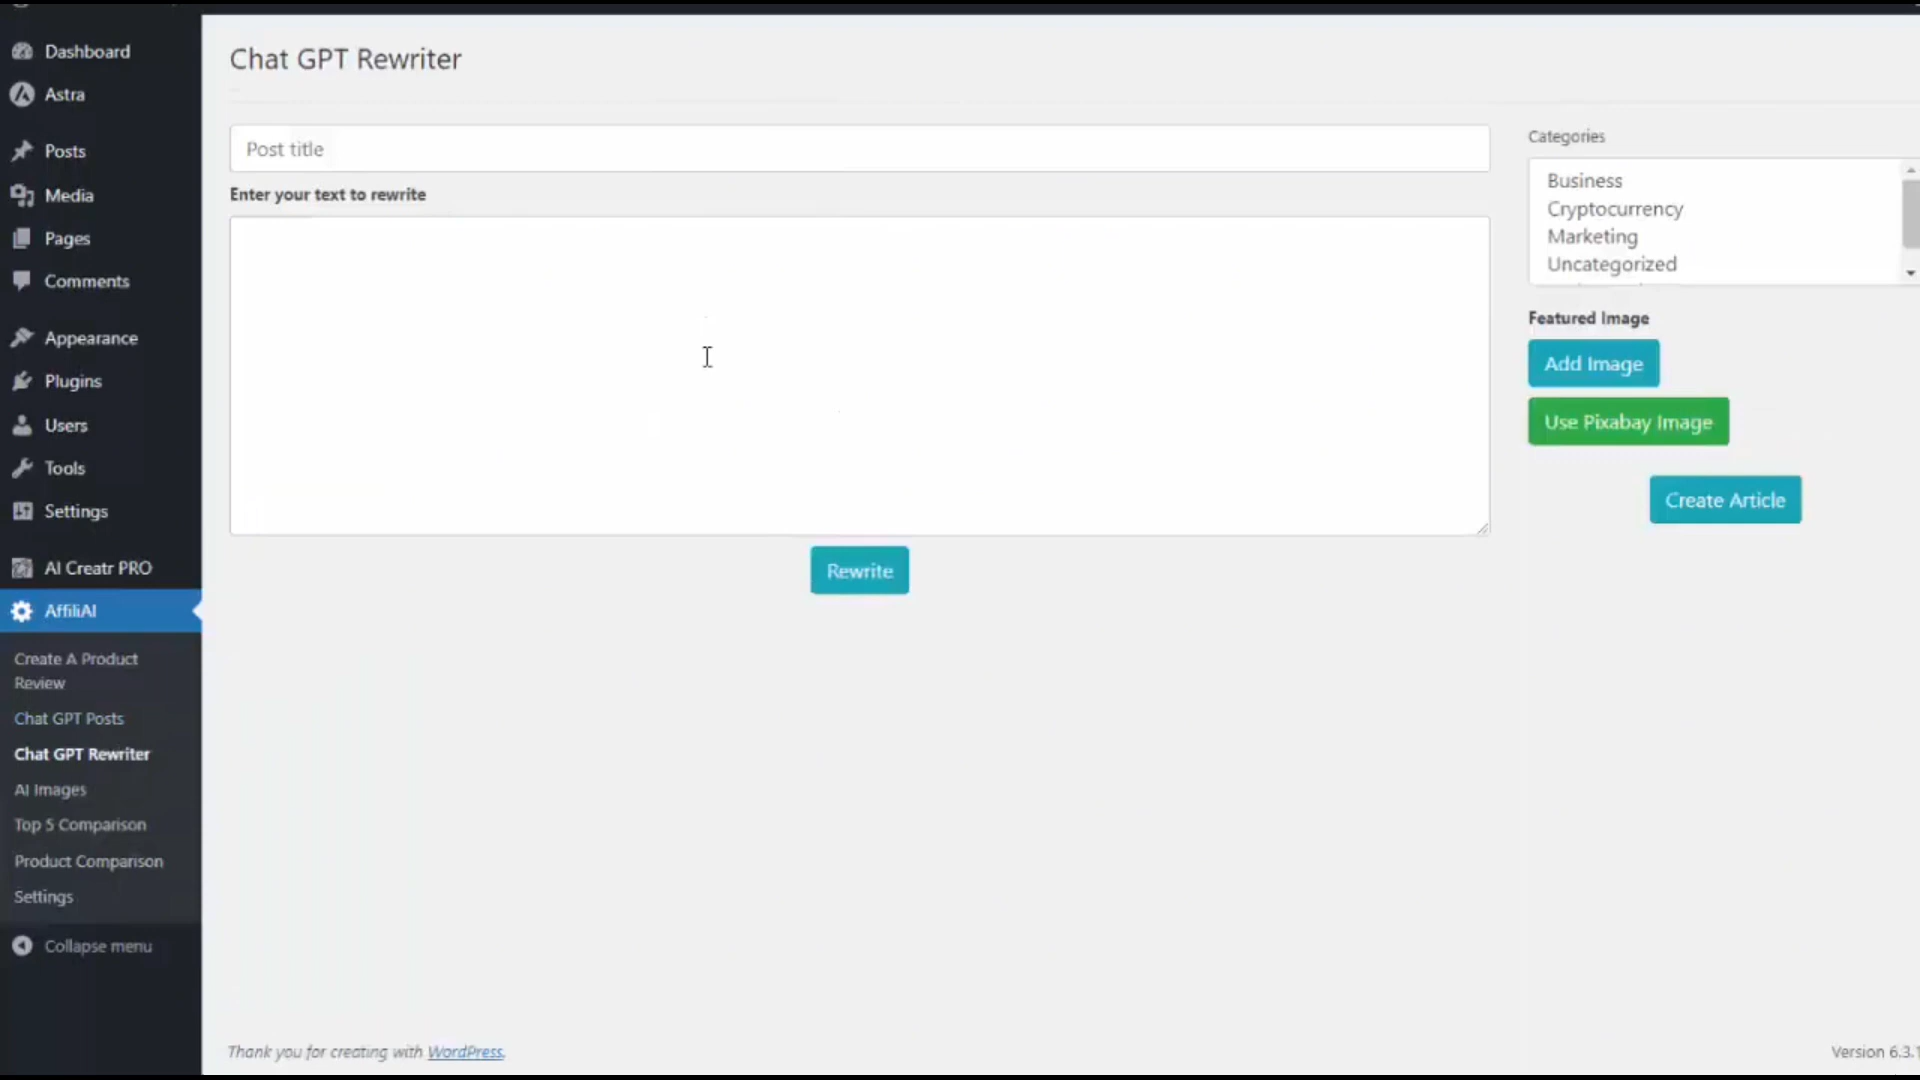 Dashboard
Astra
Posts
Media
Pages
Comments
Appearance
Plugins
Users
Tools
Settings
AI Creatr PRO
AffiliAI
Create A Product
Review
Chat GPT Posts
Chat GPT Rewriter
AI Images
Top 5 Comparison
Product Comparison
Settings
Collapse menu
Chat GPT Rewriter
Post title
Enter your text to rewrite
Rewrite
Categories
Business
Cryptocurrency
Marketing
Uncategorized
Featured Image
Add Image
Use Pixabay Image
Create Article
Thank you for creating with WordPress.
Version 6.3.1